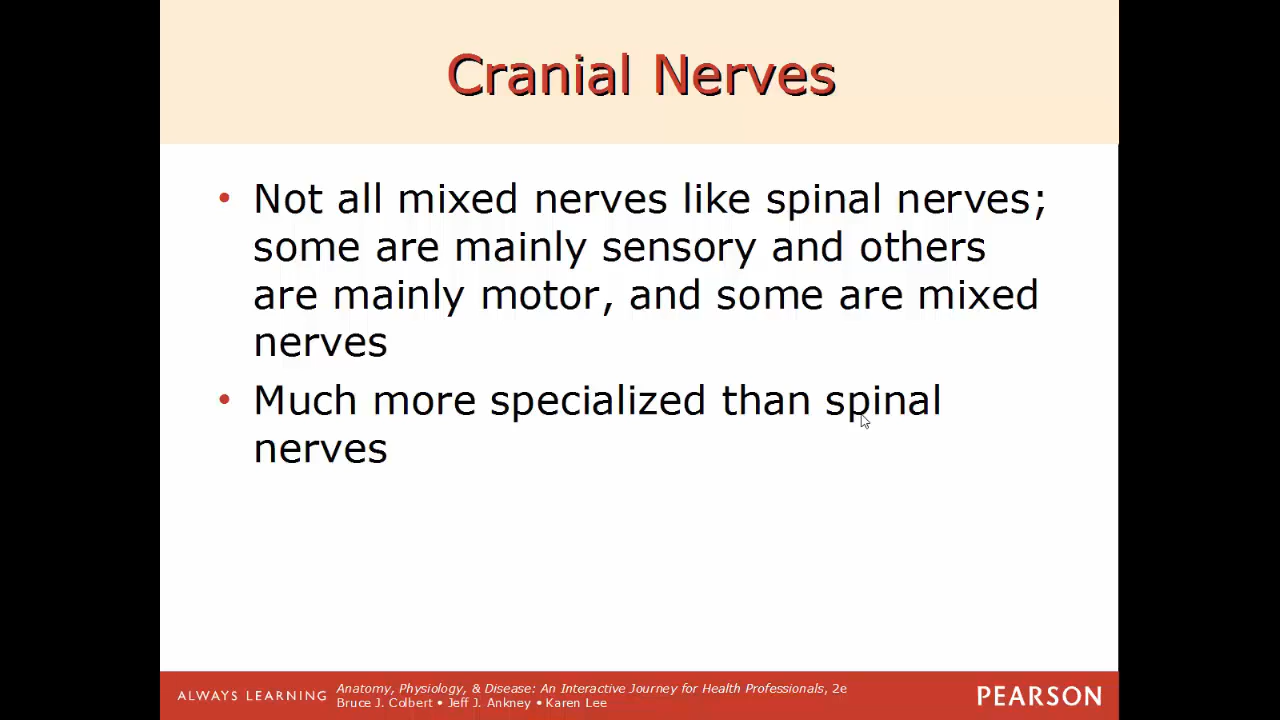 Cranial Nerves
• Not all mixed nerves like spinal nerves;
some are mainly sensory and others
are mainly motor, and some are mixed
nerves
• Much more specialized than spinal
nerves
ALWAYS LEARNING
Anatomy, Physiology, & Disease: An Interactive Journey for Health Professionals, 2e
Bruce J. Colbert • Jeff J. Ankney • Karen Lee
PEARSON